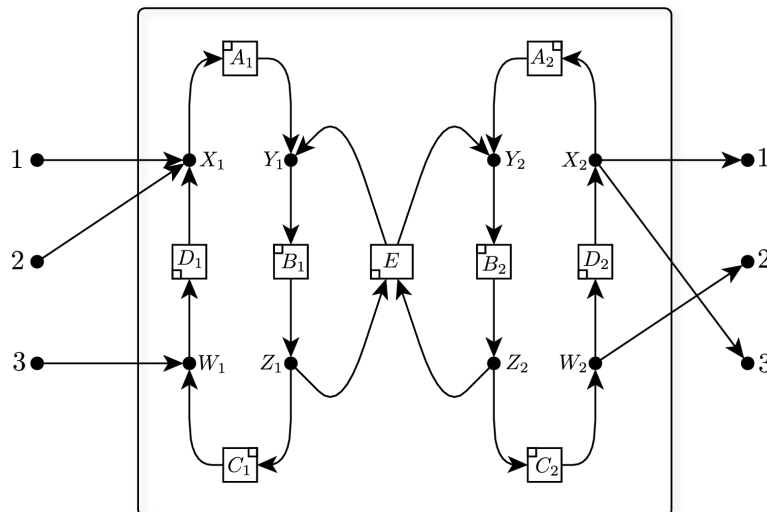 A₁ A₂
1 X₁ Y₁ Y₂ X₂ 1
2 D₁ B₁ E B₂ D₂ 2
3 W₁ Z₁ Z₂ W₂ 3
C₁ C₂